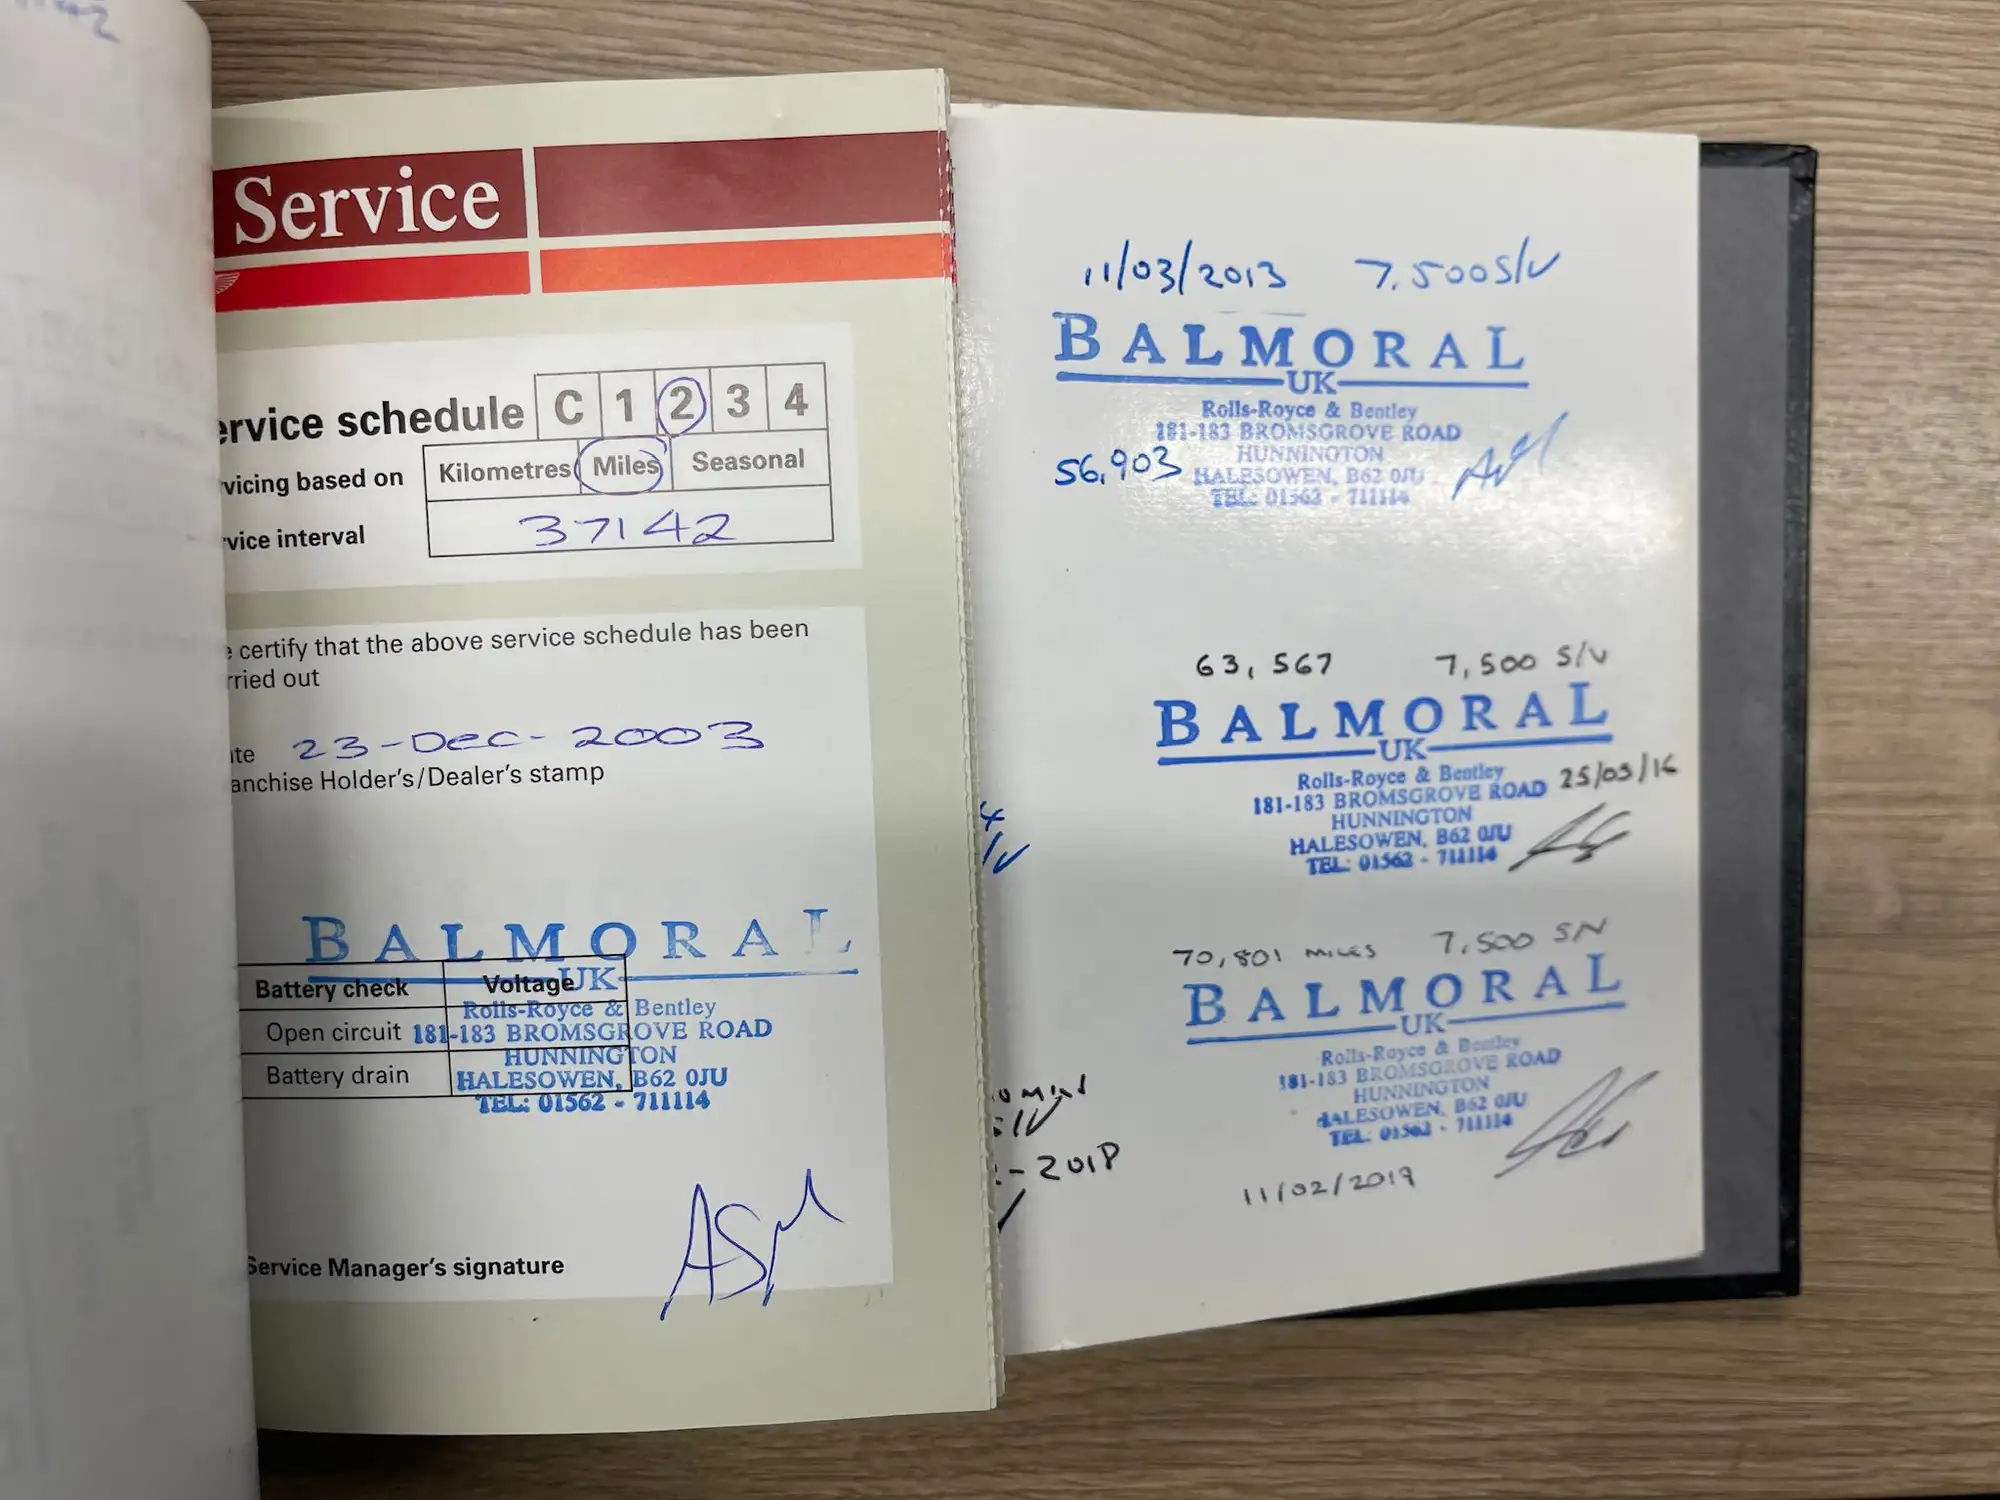 Service
ervice schedule C 1 2 3 4
vicing based on Kilometres Miles Seasonal
vice interval 37142
certify that the above service schedule has been
rried out
te 23-Dec-2003
anchise Holder's/Dealer's stamp
BALMORAL
UK
Rolls-Royce & Bentley
181-183 BROMSGROVE ROAD
HUNNINGTON
HALESOWEN, B62 0JU
TEL: 01562 - 711114
Battery check Voltage
Open circuit
Battery drain
Service Manager's signature
11/03/2013 7,500 S/V
BALMORAL
UK
Rolls-Royce & Bentley
181-183 BROMSGROVE ROAD
HUNNINGTON
56,903 HALESOWEN, B62 0JU
TEL: 01562 - 711114
63,567 7,500 S/V
BALMORAL
UK
Rolls-Royce & Bentley
181-183 BROMSGROVE ROAD 25/05/16
HUNNINGTON
HALESOWEN, B62 0JU
TEL: 01562 - 711114
70,801 MILES 7,500 S/V
BALMORAL
UK
Rolls-Royce & Bentley
181-183 BROMSGROVE ROAD
HUNNINGTON
HALESOWEN, B62 0JU
TEL: 01562 - 711114
11/02/2019
- 2018